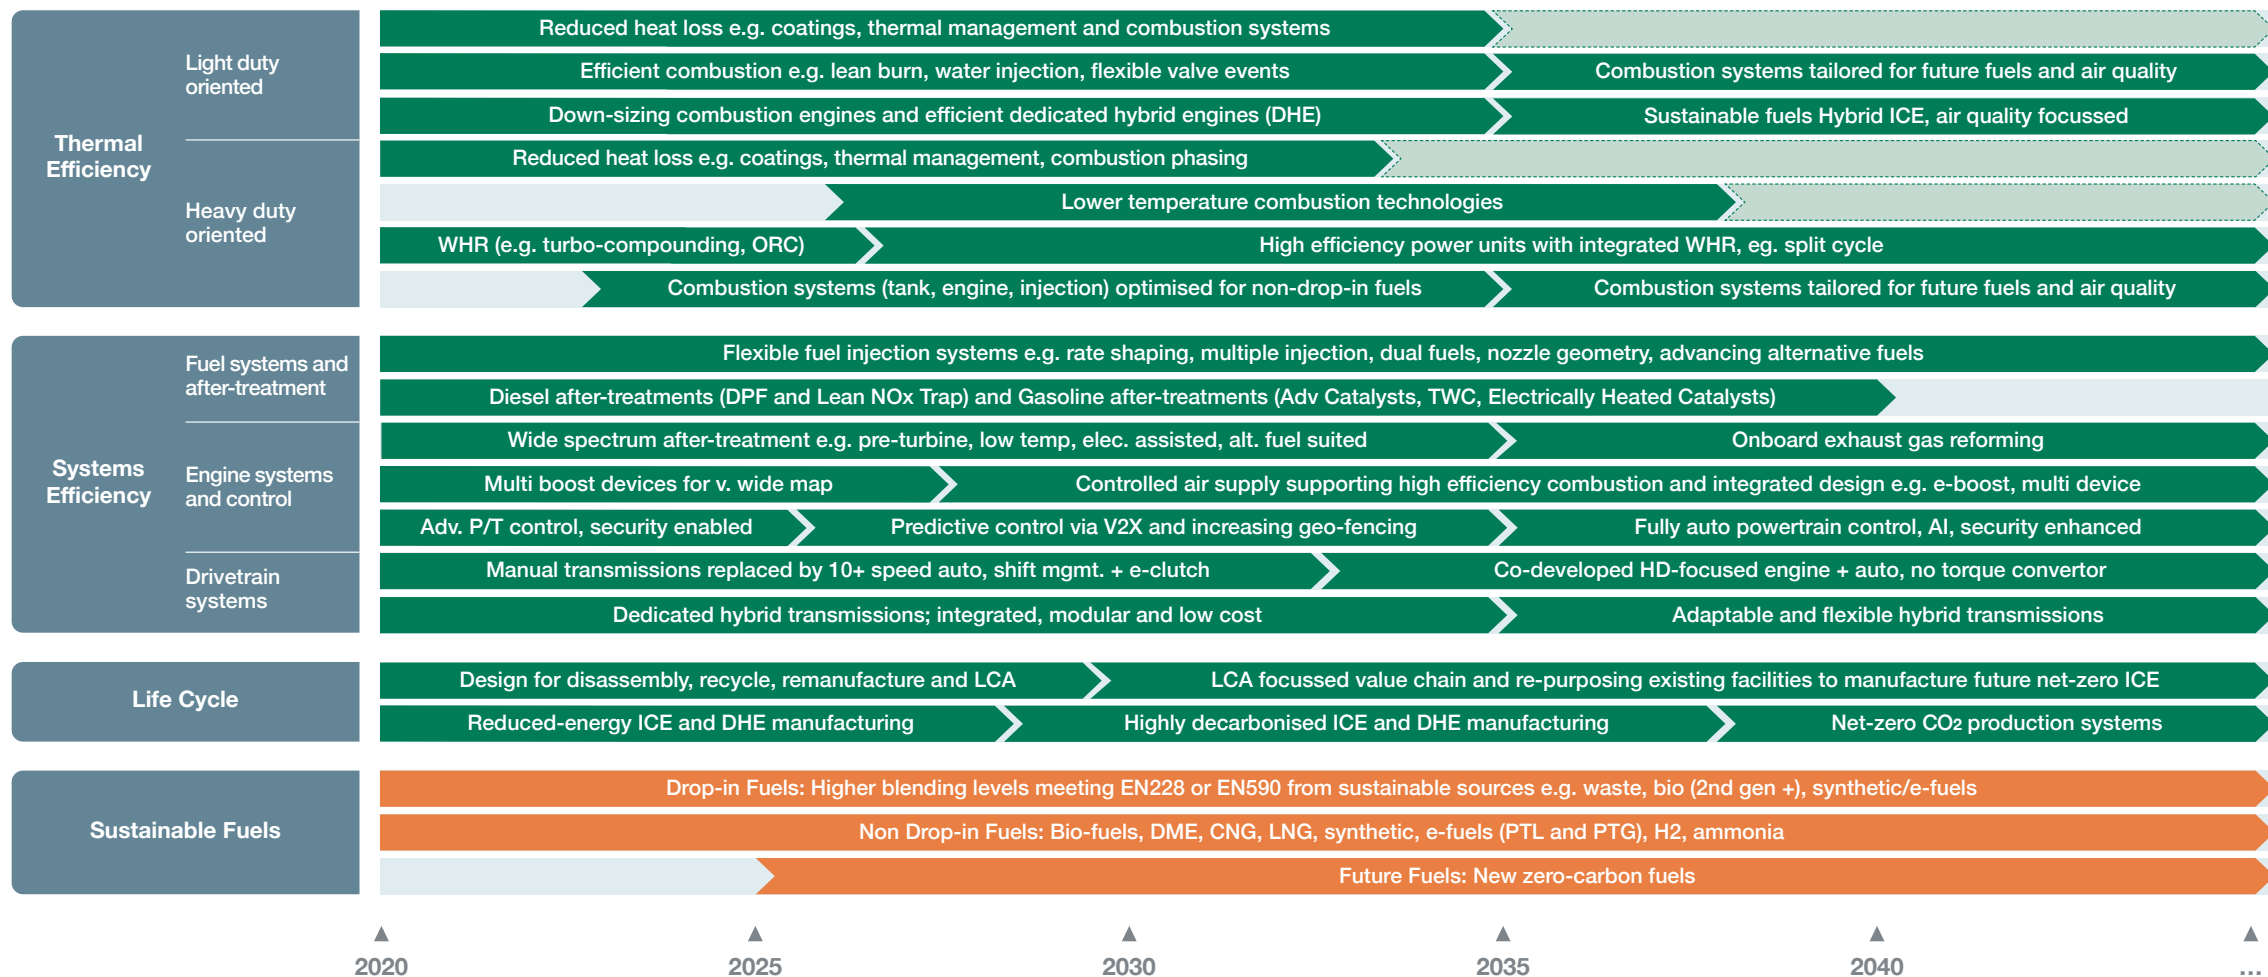 Thermal
Efficiency
Light duty
oriented
Reduced heat loss e.g. coatings, thermal management and combustion systems
Efficient combustion e.g. lean burn, water injection, flexible valve events
Combustion systems tailored for future fuels and air quality
Down-sizing combustion engines and efficient dedicated hybrid engines (DHE)
Sustainable fuels Hybrid ICE, air quality focussed
Heavy duty
oriented
Reduced heat loss e.g. coatings, thermal management, combustion phasing
Lower temperature combustion technologies
WHR (e.g. turbo-compounding, ORC)
High efficiency power units with integrated WHR, eg. split cycle
Combustion systems (tank, engine, injection) optimised for non-drop-in fuels
Combustion systems tailored for future fuels and air quality
Systems
Efficiency
Fuel systems and
after-treatment
Flexible fuel injection systems e.g. rate shaping, multiple injection, dual fuels, nozzle geometry, advancing alternative fuels
Diesel after-treatments (DPF and Lean NOx Trap) and Gasoline after-treatments (Adv Catalysts, TWC, Electrically Heated Catalysts)
Engine systems
and control
Wide spectrum after-treatment e.g. pre-turbine, low temp, elec. assisted, alt. fuel suited
Onboard exhaust gas reforming
Multi boost devices for v. wide map
Controlled air supply supporting high efficiency combustion and integrated design e.g. e-boost, multi device
Adv. P/T control, security enabled
Predictive control via V2X and increasing geo-fencing
Fully auto powertrain control, AI, security enhanced
Drivetrain
systems
Manual transmissions replaced by 10+ speed auto, shift mgmt. + e-clutch
Co-developed HD-focused engine + auto, no torque convertor
Dedicated hybrid transmissions; integrated, modular and low cost
Adaptable and flexible hybrid transmissions
Life Cycle
Design for disassembly, recycle, remanufacture and LCA
LCA focussed value chain and re-purposing existing facilities to manufacture future net-zero ICE
Reduced-energy ICE and DHE manufacturing
Highly decarbonised ICE and DHE manufacturing
Net-zero CO2 production systems
Sustainable Fuels
Drop-in Fuels: Higher blending levels meeting EN228 or EN590 from sustainable sources e.g. waste, bio (2nd gen +), synthetic/e-fuels
Non Drop-in Fuels: Bio-fuels, DME, CNG, LNG, synthetic, e-fuels (PTL and PTG), H2, ammonia
Future Fuels: New zero-carbon fuels
2020
2025
2030
2035
2040
...